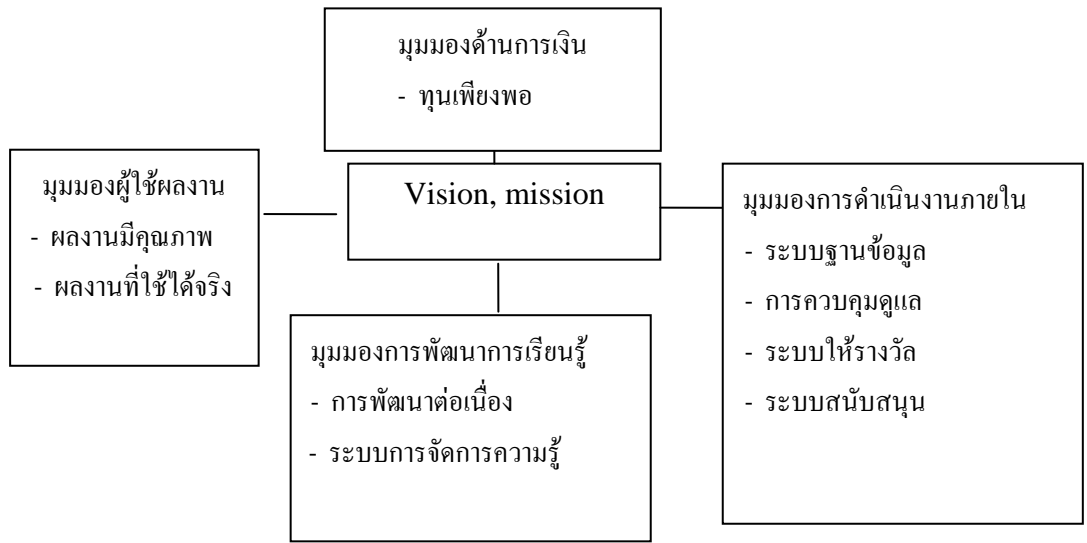 มุมมองด้านการเงิน
- ทุนเพียงพอ
มุมมองผู้ใช้ผลงาน
- ผลงานมีคุณภาพ
- ผลงานที่ใช้ได้จริง
Vision, mission
มุมมองการดำเนินงานภายใน
- ระบบฐานข้อมูล
- การควบคุมดูแล
- ระบบให้รางวัล
- ระบบสนับสนุน
มุมมองการพัฒนาการเรียนรู้
- การพัฒนาต่อเนื่อง
- ระบบการจัดการความรู้